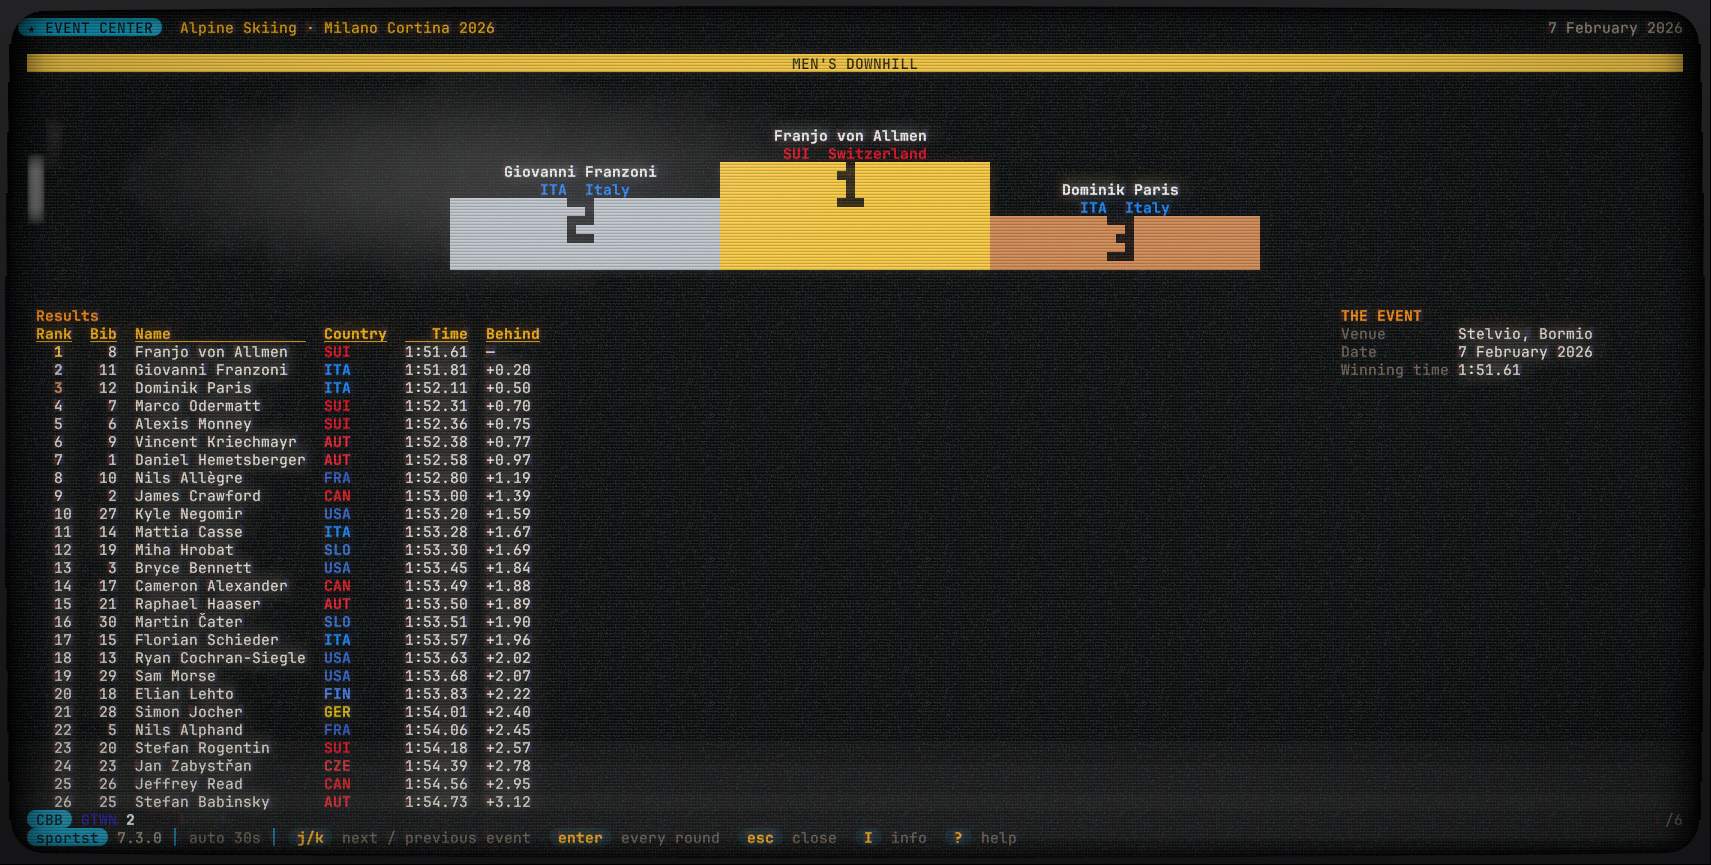 ★ EVENT CENTER Alpine Skiing · Milano Cortina 2026 7 February 2026
MEN'S DOWNHILL
Franjo von Allmen
SUI Switzerland
Giovanni Franzoni
ITA Italy
Dominik Paris
ITA Italy
1
2
3
Results
Rank Bib Name Country Time Behind
1 8 Franjo von Allmen SUI 1:51.61 —
2 11 Giovanni Franzoni ITA 1:51.81 +0.20
3 12 Dominik Paris ITA 1:52.11 +0.50
4 7 Marco Odermatt SUI 1:52.31 +0.70
5 6 Alexis Monney SUI 1:52.36 +0.75
6 9 Vincent Kriechmayr AUT 1:52.38 +0.77
7 1 Daniel Hemetsberger AUT 1:52.58 +0.97
8 10 Nils Allègre FRA 1:52.80 +1.19
9 2 James Crawford CAN 1:53.00 +1.39
10 27 Kyle Negomir USA 1:53.20 +1.59
11 14 Mattia Casse ITA 1:53.28 +1.67
12 19 Miha Hrobat SLO 1:53.30 +1.69
13 3 Bryce Bennett USA 1:53.45 +1.84
14 17 Cameron Alexander CAN 1:53.49 +1.88
15 21 Raphael Haaser AUT 1:53.50 +1.89
16 30 Martin Čater SLO 1:53.51 +1.90
17 15 Florian Schieder ITA 1:53.57 +1.96
18 13 Ryan Cochran-Siegle USA 1:53.63 +2.02
19 29 Sam Morse USA 1:53.68 +2.07
20 18 Elian Lehto FIN 1:53.83 +2.22
21 28 Simon Jocher GER 1:54.01 +2.40
22 5 Nils Alphand FRA 1:54.06 +2.45
23 20 Stefan Rogentin SUI 1:54.18 +2.57
24 23 Jan Zabystřan CZE 1:54.39 +2.78
25 26 Jeffrey Read CAN 1:54.56 +2.95
26 25 Stefan Babinsky AUT 1:54.73 +3.12
THE EVENT
Venue Stelvio, Bormio
Date 7 February 2026
Winning time 1:51.61
CBB GTWN 2 /6
sportst 7.3.0 | auto 30s | j/k next / previous event enter every round esc close I info ? help